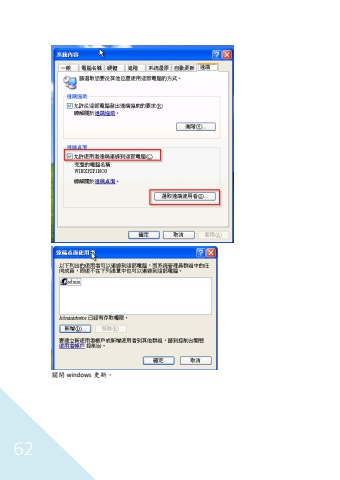 系統內容
一般 電腦名稱 硬體 進階 系統還原 自動更新 遠端
請選取您要從其他位置使用這部電腦的方式。
遠端協助
允許從這部電腦發出遠端協助的要求(R)
瞭解關於遠端協助。
進階(V)...
遠端桌面
允許使用者遠端連線到這部電腦(C)
完整的電腦名稱:
瞭解關於遠端桌面。
選取遠端使用者(S)...
確定 取消 套用(A)
遠端桌面使用者
以下列出的使用者可以連線到這部電腦，而系統管理員群組中的任
何成員，即使不在下列清單中也可以連線到這部電腦。
admin
Administrator 已經有存取權限。
新增(D)... 移除(R)
要建立新使用者帳戶或新增使用者到其他群組，請到控制台開啟
使用者帳戶 控制台。
確定 取消
關閉 windows 更新。
62